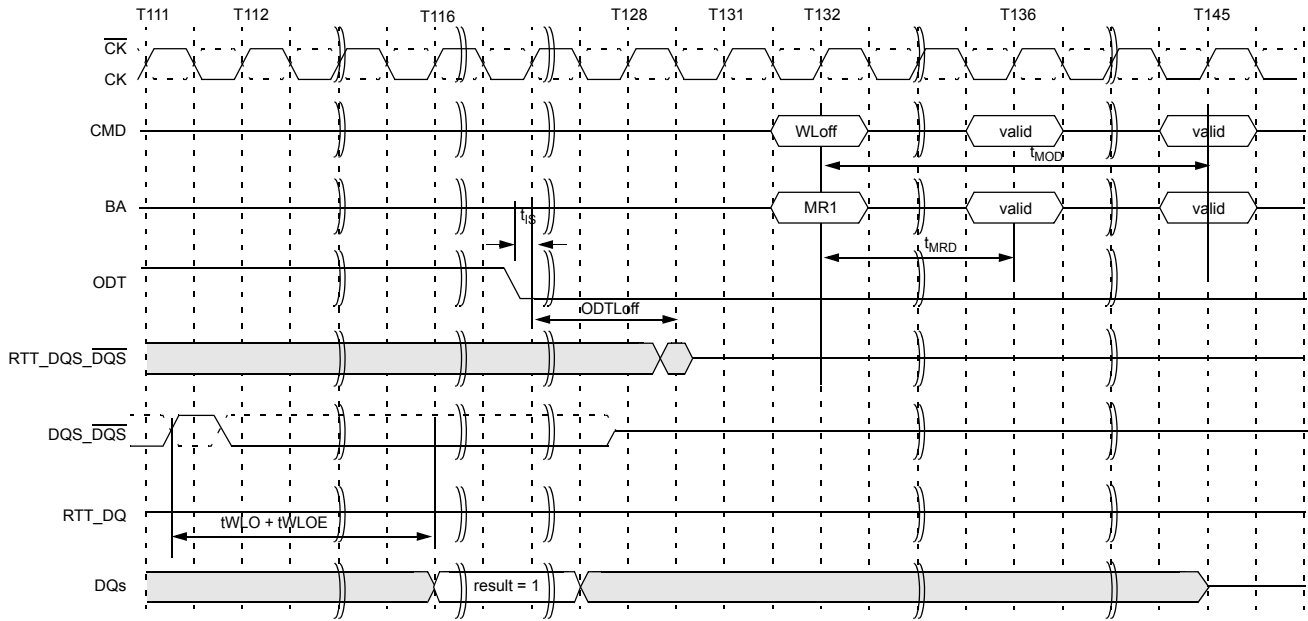 T111 T112 T116 T128 T131 T132 T136 T145
CK
CK
CMD WLoff valid valid
tMOD
BA MR1 valid valid
tIS
tMRD
ODT
ODTLoff
RTT_DQS_DQS
DQS_DQS
RTT_DQ
tWLO + tWLOE
DQs result = 1